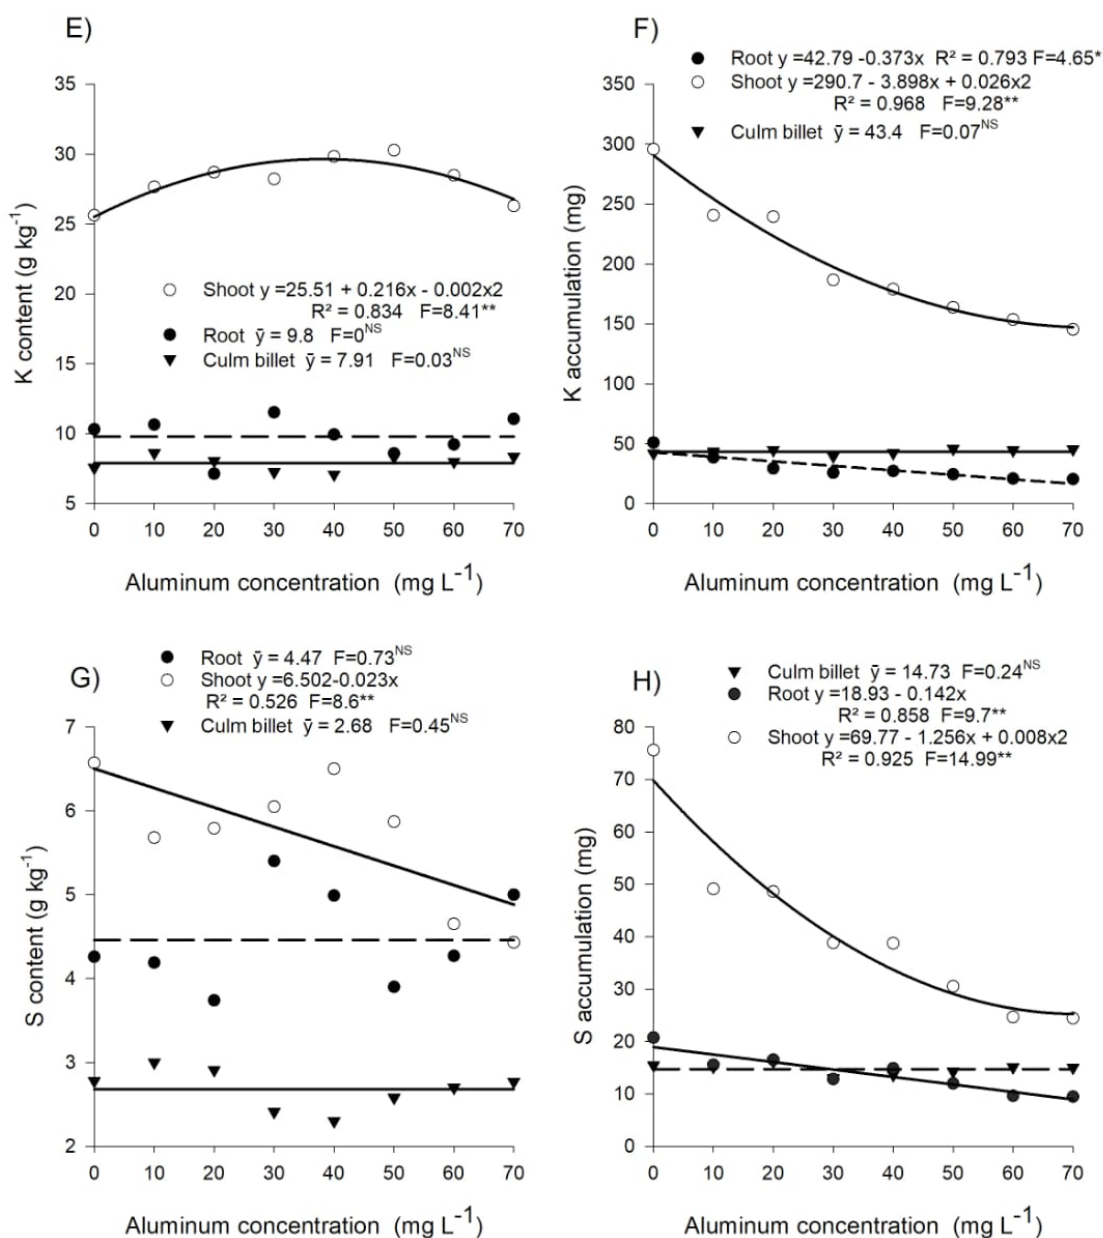 E)
K content (g kg⁻¹)
35
30
25
20
15
10
5
Shoot y =25.51 + 0.216x - 0.002x2
R² = 0.834 F=8.41**
Root ȳ = 9.8 F=0ᴺˢ
Culm billet ȳ = 7.91 F=0.03ᴺˢ
0 10 20 30 40 50 60 70
Aluminum concentration (mg L⁻¹)
F)
Root y =42.79 -0.373x R² = 0.793 F=4.65*
Shoot y =290.7 - 3.898x + 0.026x2
R² = 0.968 F=9.28**
Culm billet ȳ = 43.4 F=0.07ᴺˢ
K accumulation (mg)
350
300
250
200
150
100
50
0
0 10 20 30 40 50 60 70
Aluminum concentration (mg L⁻¹)
G)
Root ȳ = 4.47 F=0.73ᴺˢ
Shoot y =6.502-0.023x
R² = 0.526 F=8.6**
Culm billet ȳ = 2.68 F=0.45ᴺˢ
S content (g kg⁻¹)
7
6
5
4
3
2
0 10 20 30 40 50 60 70
Aluminum concentration (mg L⁻¹)
H)
Culm billet ȳ = 14.73 F=0.24ᴺˢ
Root y =18.93 - 0.142x
R² = 0.858 F=9.7**
Shoot y =69.77 - 1.256x + 0.008x2
R² = 0.925 F=14.99**
S accumulation (mg)
80
70
60
50
40
30
20
10
0
0 10 20 30 40 50 60 70
Aluminum concentration (mg L⁻¹)